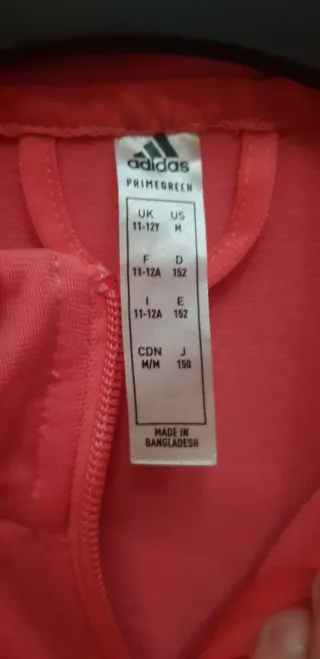 adidas
PRIMEGREEN
UK US
11-12Y M
F D
11-12A 152
I E
11-12A 152
CDN J
M/M 150
MADE IN
BANGLADESH